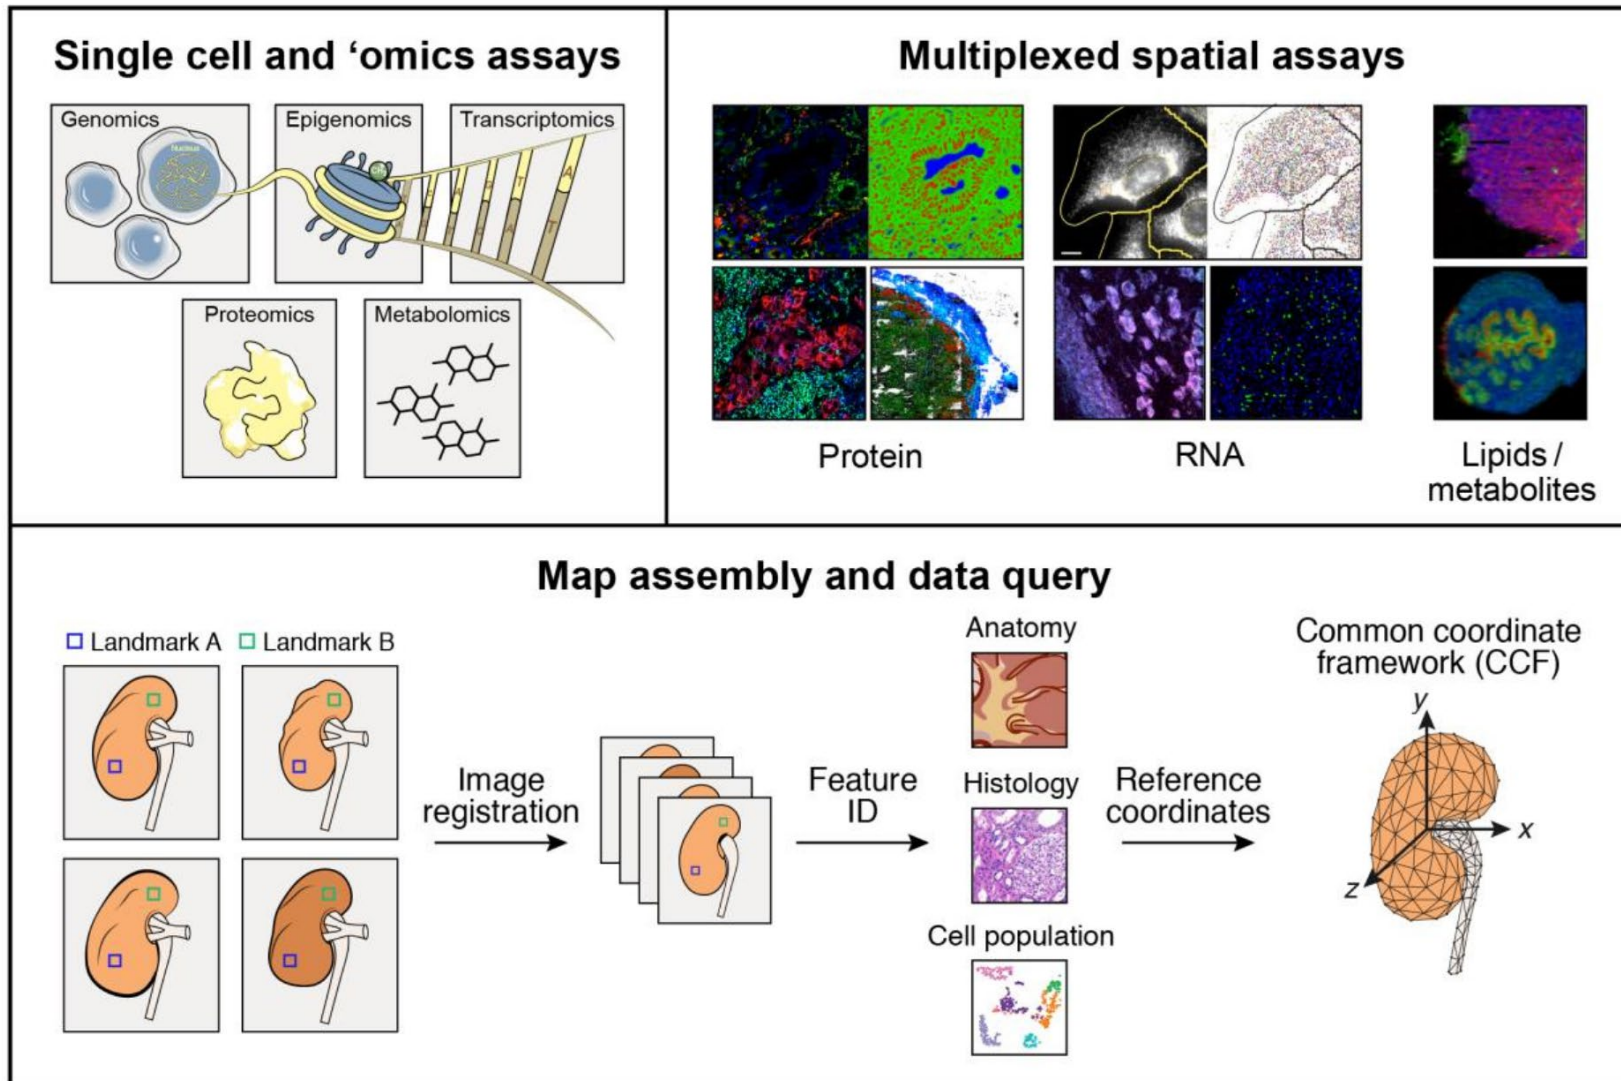 Single cell and ‘omics assays
Genomics
Nucleus
Epigenomics
Transcriptomics
G
T
A
A
T
Proteomics
Metabolomics
Multiplexed spatial assays
Protein
RNA
Lipids /
metabolites
Map assembly and data query
Landmark A
Landmark B
Image
registration
Feature
ID
Anatomy
Histology
Cell population
Reference
coordinates
Common coordinate
framework (CCF)
y
x
z